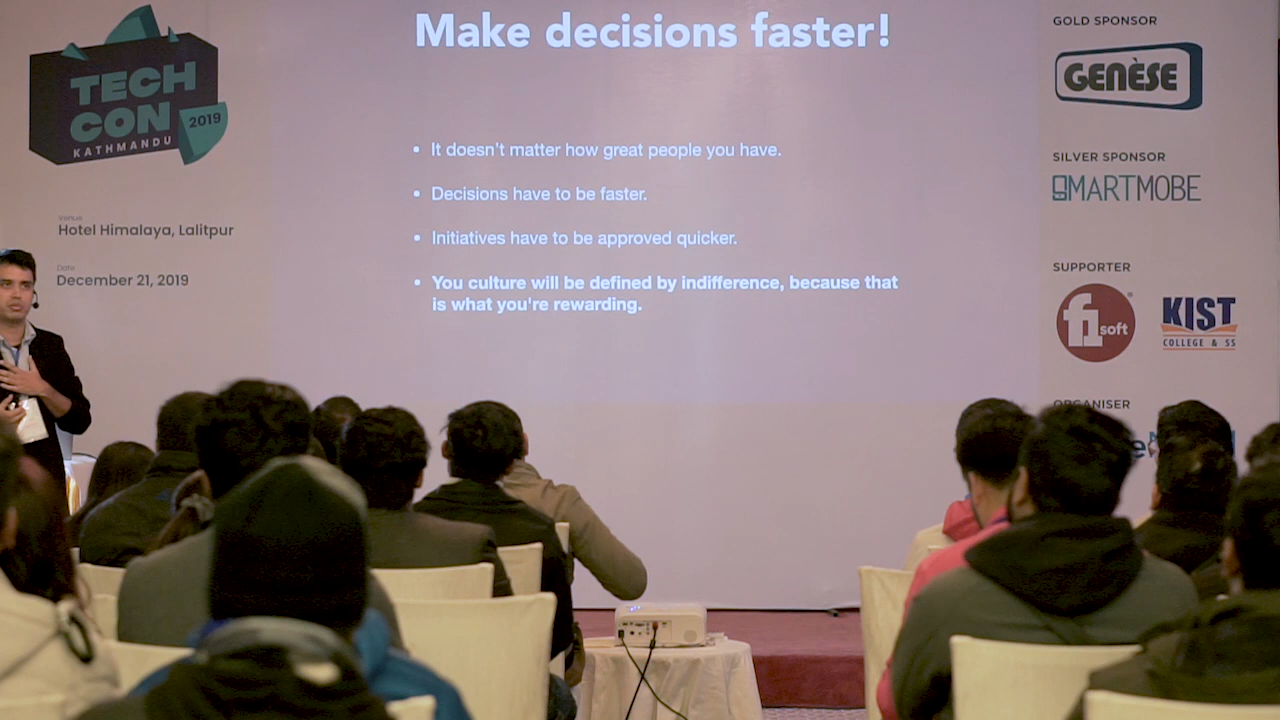 Make decisions faster!
• It doesn't matter how great people you have.
• Decisions have to be faster.
• Initiatives have to be approved quicker.
• You culture will be defined by indifference, because that
is what you're rewarding.
TECH
CON
2019
KATHMANDU
Venue
Hotel Himalaya, Lalitpur
Date
December 21, 2019
GOLD SPONSOR
GENÈSE
SILVER SPONSOR
SMARTMOBE
SUPPORTER
f1 soft
KIST
COLLEGE & SS
ORGANISER